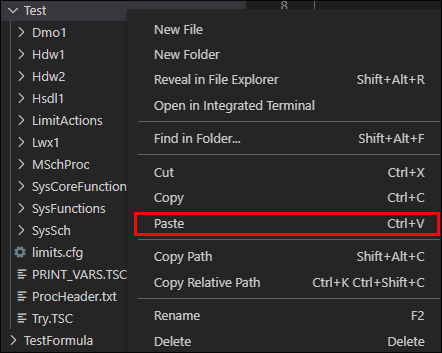 Test
8
Dmo1
Hdw1
Hdw2
Hsdl1
LimitActions
Lwx1
MSchProc
SysCoreFunction
SysFunctions
SysSch
limits.cfg
PRINT_VARS.TSC
ProcHeader.txt
Try.TSC
TestFormula
New File
New Folder
Reveal in File Explorer Shift+Alt+R
Open in Integrated Terminal
Find in Folder... Shift+Alt+F
Cut Ctrl+X
Copy Ctrl+C
Paste Ctrl+V
Copy Path Shift+Alt+C
Copy Relative Path Ctrl+K Ctrl+Shift+C
Rename F2
Delete Delete